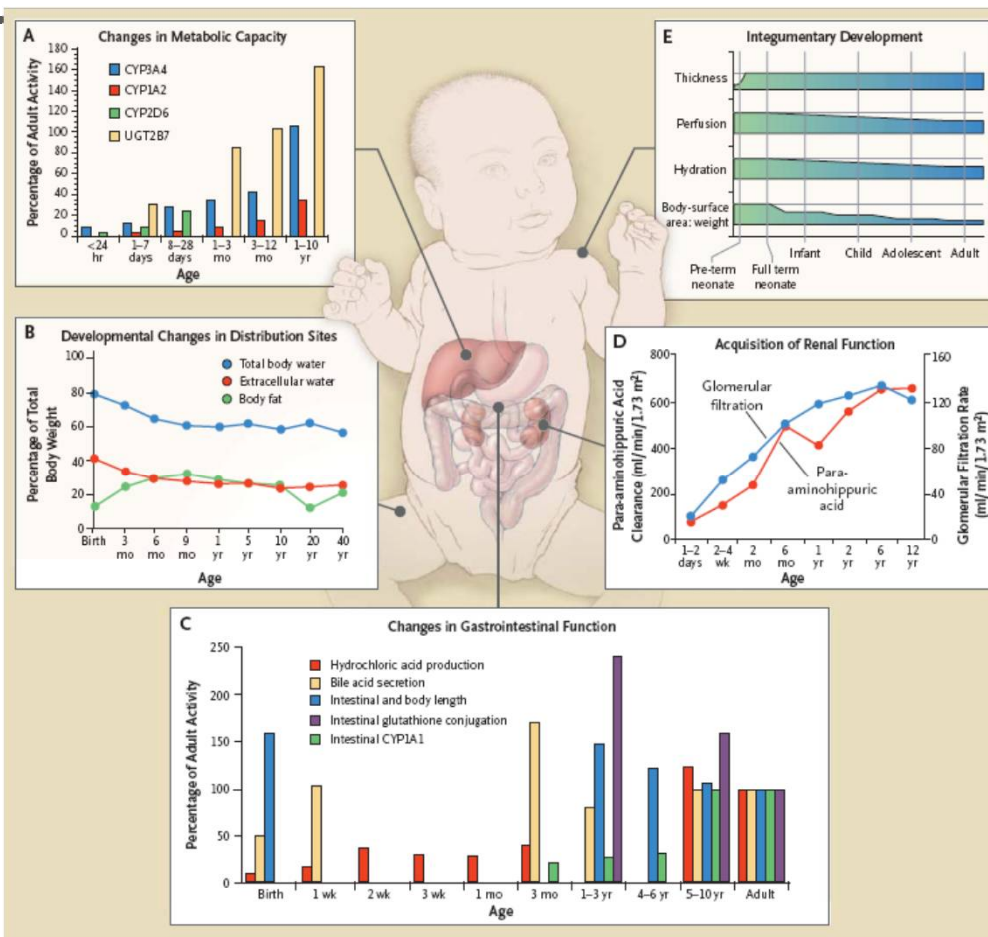 A
Changes in Metabolic Capacity
Percentage of Adult Activity
180
160
140
120
100
80
60
40
20
0
CYP3A4
CYP1A2
CYP2D6
UGT2B7
<24 1–7 8–28 1–3 3–12 1–10
hr days days mo mo yr
Age
E
Integumentary Development
Thickness
Perfusion
Hydration
Body-surface
area: weight
Infant Child Adolescent Adult
Pre-term Full term
neonate neonate
B
Developmental Changes in Distribution Sites
Percentage of Total
Body Weight
100
80
60
40
20
0
Total body water
Extracellular water
Body fat
Birth 3 6 9 1 5 10 20 40
mo mo mo yr yr yr yr yr
Age
D
Acquisition of Renal Function
Para-aminohippuric Acid
Clearance (ml/min/1.73 m²)
800
600
400
200
0
Glomerular
filtration
Para-
aminohippuric
acid
160
120
80
40
0
Glomerular Filtration Rate
(ml/min/1.73 m²)
1–2 2–4 2 6 1 2 6 12
days wk mo mo yr yr yr yr
Age
C
Changes in Gastrointestinal Function
Percentage of Adult Activity
250
200
150
100
50
0
Hydrochloric acid production
Bile acid secretion
Intestinal and body length
Intestinal glutathione conjugation
Intestinal CYP1A1
Birth 1 wk 2 wk 3 wk 1 mo 3 mo 1–3 yr 4–6 yr 5–10 yr Adult
Age